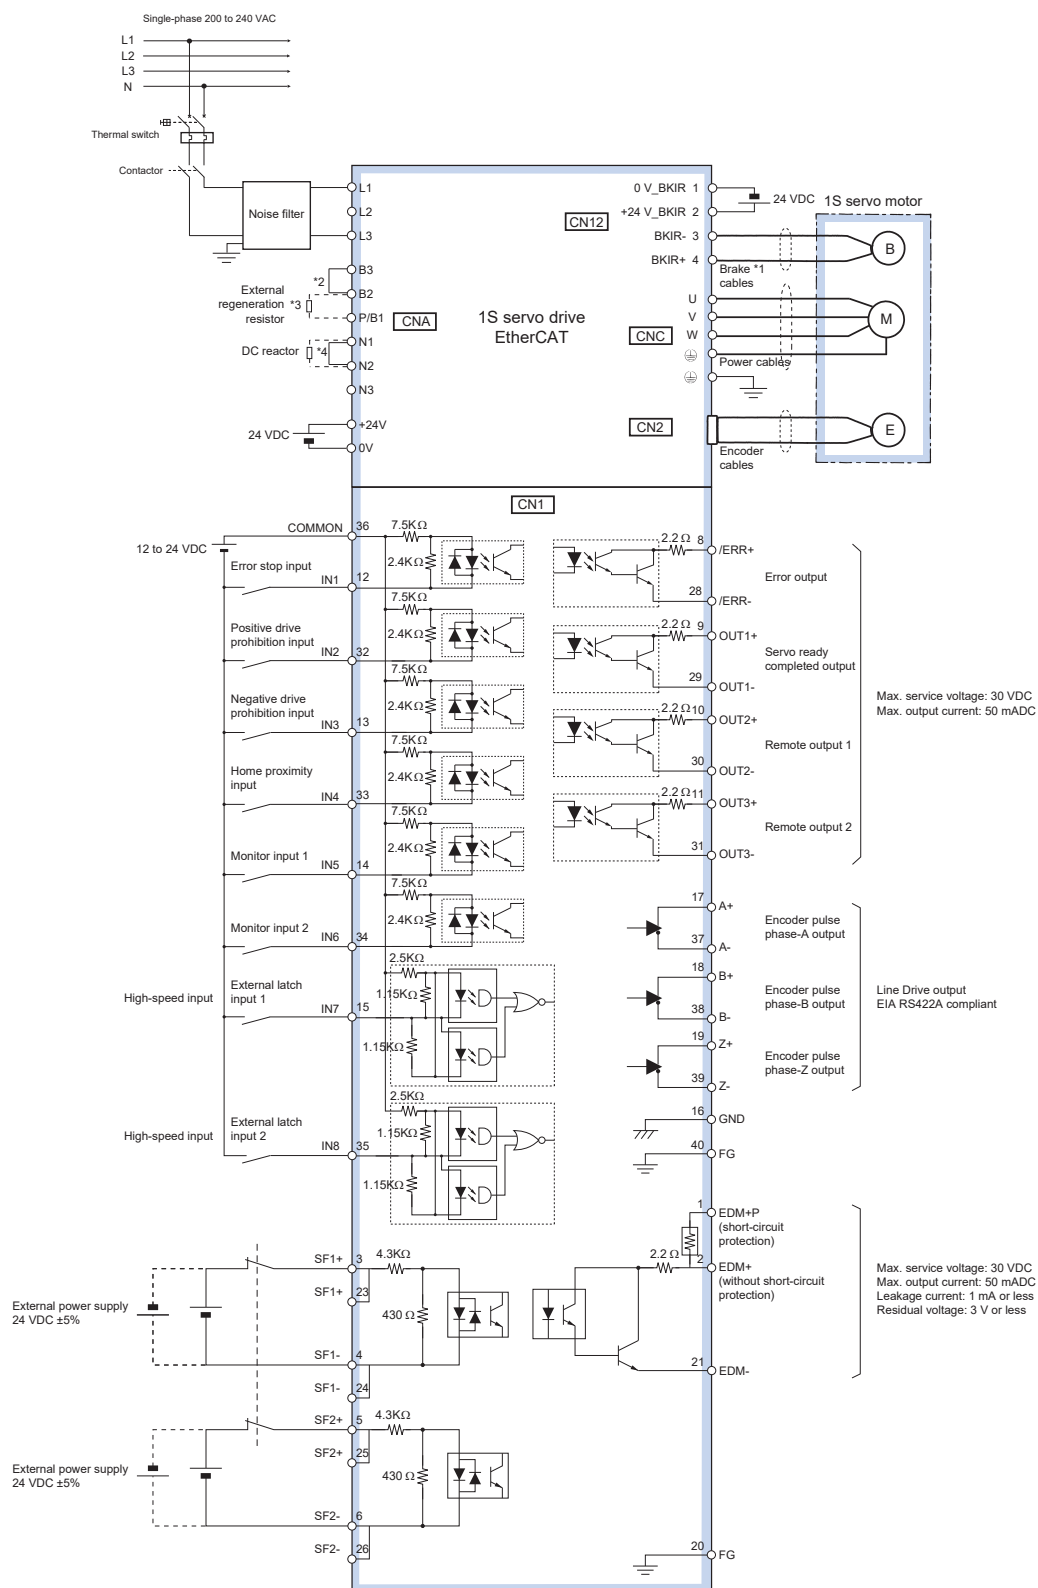 Single-phase 200 to 240 VAC
L1
L2
L3
N
Thermal switch
Contactor
Noise filter
L1
L2
L3
B3
*2
B2
External
regeneration
resistor
*3
P/B1
CNA
N1
DC reactor
*4
N2
N3
+24V
24 VDC
0V
1S servo drive
EtherCAT
0 V_BKIR 1
24 VDC
+24 V_BKIR 2
CN12
BKIR- 3
BKIR+ 4
Brake *1
cables
1S servo motor
B
U
V
W
CNC
M
Power cables
CN2
E
Encoder
cables
CN1
COMMON 36
12 to 24 VDC
7.5KΩ
2.4KΩ
Error stop input
IN1 12
7.5KΩ
2.4KΩ
Positive drive
prohibition input
IN2 32
7.5KΩ
2.4KΩ
Negative drive
prohibition input
IN3 13
7.5KΩ
2.4KΩ
Home proximity
input
IN4 33
7.5KΩ
2.4KΩ
Monitor input 1
IN5 14
7.5KΩ
2.4KΩ
Monitor input 2
IN6 34
2.5KΩ
1.15KΩ
High-speed input
External latch
input 1
IN7 15
1.15KΩ
2.5KΩ
1.15KΩ
High-speed input
External latch
input 2
IN8 35
1.15KΩ
2.2 Ω 8
/ERR+
Error output
28
/ERR-
2.2 Ω 9
OUT1+
Servo ready
completed output
29
OUT1-
2.2 Ω 10
OUT2+
Remote output 1
30
OUT2-
2.2 Ω 11
OUT3+
Remote output 2
31
OUT3-
Max. service voltage: 30 VDC
Max. output current: 50 mADC
17
A+
Encoder pulse
phase-A output
37
A-
18
B+
Encoder pulse
phase-B output
38
B-
19
Z+
Encoder pulse
phase-Z output
39
Z-
Line Drive output
EIA RS422A compliant
16
GND
40
FG
1
EDM+P
(short-circuit
protection)
2.2 Ω 2
EDM+
(without short-circuit
protection)
21
EDM-
Max. service voltage: 30 VDC
Max. output current: 50 mADC
Leakage current: 1 mA or less
Residual voltage: 3 V or less
SF1+ 3
4.3KΩ
SF1+ 23
External power supply
24 VDC ±5%
430 Ω
SF1- 4
SF1- 24
SF2+ 5
4.3KΩ
SF2+ 25
External power supply
24 VDC ±5%
430 Ω
SF2- 6
SF2- 26
20
FG